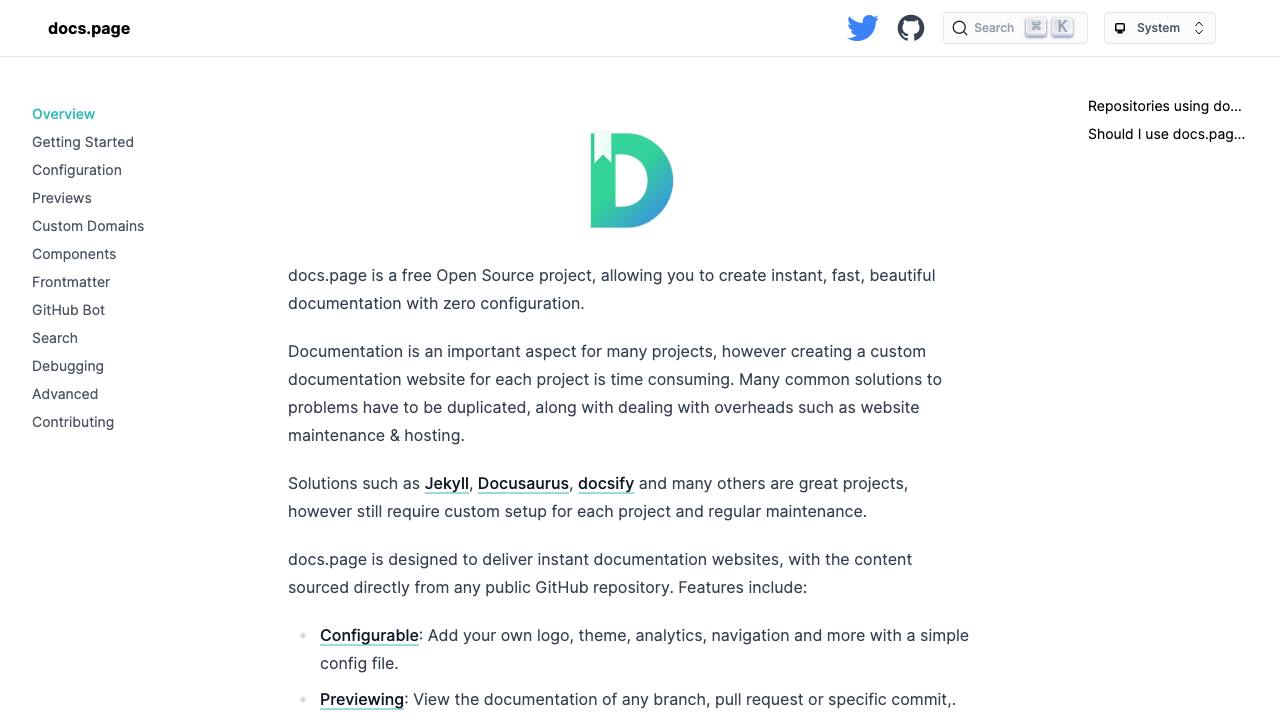 docs.page
Search ⌘ K
System
Overview
Getting Started
Configuration
Previews
Custom Domains
Components
Frontmatter
GitHub Bot
Search
Debugging
Advanced
Contributing
D
docs.page is a free Open Source project, allowing you to create instant, fast, beautiful
documentation with zero configuration.
Documentation is an important aspect for many projects, however creating a custom
documentation website for each project is time consuming. Many common solutions to
problems have to be duplicated, along with dealing with overheads such as website
maintenance & hosting.
Solutions such as Jekyll, Docusaurus, docsify and many others are great projects,
however still require custom setup for each project and regular maintenance.
docs.page is designed to deliver instant documentation websites, with the content
sourced directly from any public GitHub repository. Features include:
Configurable: Add your own logo, theme, analytics, navigation and more with a simple
config file.
Previewing: View the documentation of any branch, pull request or specific commit,.
Repositories using do...
Should I use docs.pag...